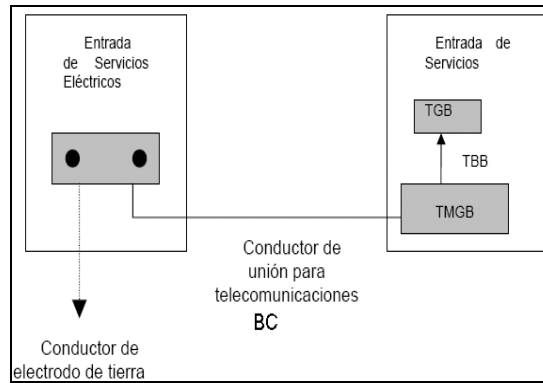 Entrada
de Servicios
Eléctricos
Entrada de
Servicios
TGB
TBB
TMGB
Conductor de
unión para
telecomunicaciones
BC
Conductor de
electrodo de tierra